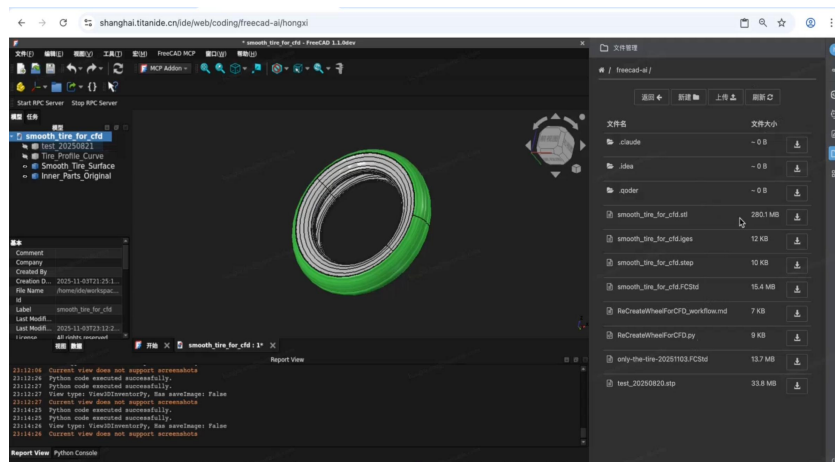 shanghai.titanide.cn/ide/web/coding/freecad-ai/hongxi
* smooth_tire_for_cfd - FreeCAD 1.1.0dev
文件(F) 编辑(E) 视图(V) 工具(T) 宏(M) FreeCAD MCP 窗口(W) 帮助(H)
MCP Addon
Start RPC Server Stop RPC Server
模型 任务
模型
smooth_tire_for_cfd
test_20250821
Tire_Profile_Curve
Smooth_Tire_Surface
Inner_Parts_Original
基本
Comment
Company
Created By
Creation D... 2025-11-03T21:25:1...
File Name /home/ide/workspac...
Id
Label smooth_tire_for_cfd
Last Modifi...
Last Modifi... 2025-11-03T23:12:2...
License All rights reserved
视图 数据
开始 smooth_tire_for_cfd : 1*
Report View
23:12:06 Current view does not support screenshots
23:12:26 Python code executed successfully.
23:12:27 Python code executed successfully.
23:12:27 View type: View3DInventorPy, Has saveImage: False
23:12:27 Current view does not support screenshots
23:14:25 Python code executed successfully.
23:14:25 Python code executed successfully.
23:14:26 View type: View3DInventorPy, Has saveImage: False
23:14:26 Current view does not support screenshots
Report View Python Console
文件管理
/ freecad-ai /
返回 新建 上传 刷新
文件名 文件大小
.claude ~ 0 B
.idea ~ 0 B
.qoder ~ 0 B
smooth_tire_for_cfd.stl 280.1 MB
smooth_tire_for_cfd.iges 12 KB
smooth_tire_for_cfd.step 10 KB
smooth_tire_for_cfd.FCStd 15.4 MB
ReCreateWheelForCFD_workflow.md 7 KB
ReCreateWheelForCFD.py 9 KB
only-the-tire-20251103.FCStd 13.7 MB
test_20250820.stp 33.8 MB